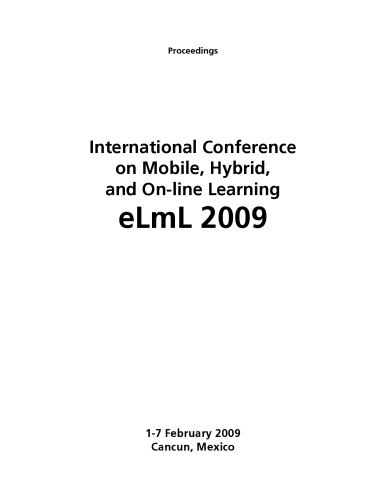 Proceedings
International Conference
on Mobile, Hybrid,
and On-line Learning
eLmL 2009
1-7 February 2009
Cancun, Mexico